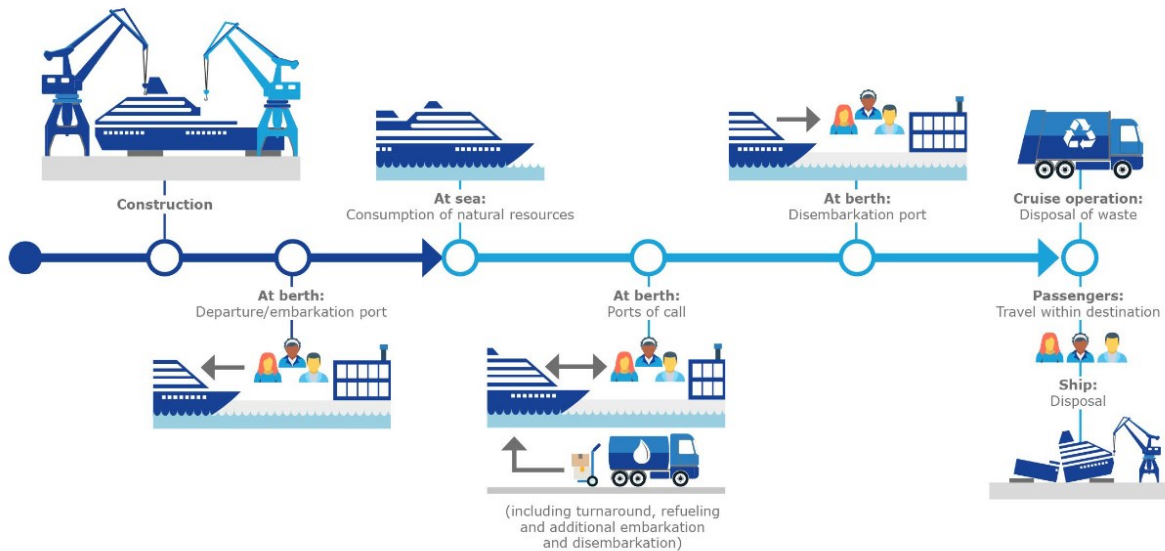 Construction
At sea:
Consumption of natural resources
At berth:
Disembarkation port
Cruise operation:
Disposal of waste
At berth:
Departure/embarkation port
At berth:
Ports of call
(including turnaround, refueling
and additional embarkation
and disembarkation)
Passengers:
Travel within destination
Ship:
Disposal